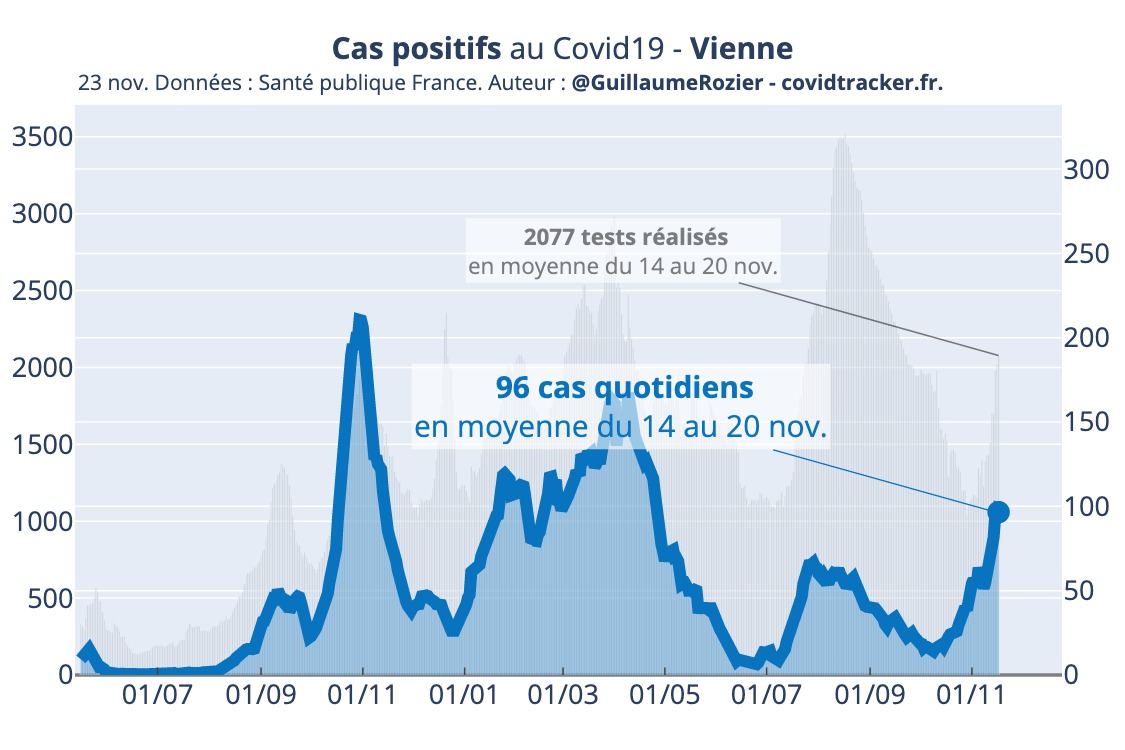 Cas positifs au Covid19 - Vienne
23 nov. Données : Santé publique France. Auteur : @GuillaumeRozier - covidtracker.fr.
3500
3000
2500
2000
1500
1000
500
0
300
250
200
150
100
50
0
2077 tests réalisés
en moyenne du 14 au 20 nov.
96 cas quotidiens
en moyenne du 14 au 20 nov.
01/07 01/09 01/11 01/01 01/03 01/05 01/07 01/09 01/11